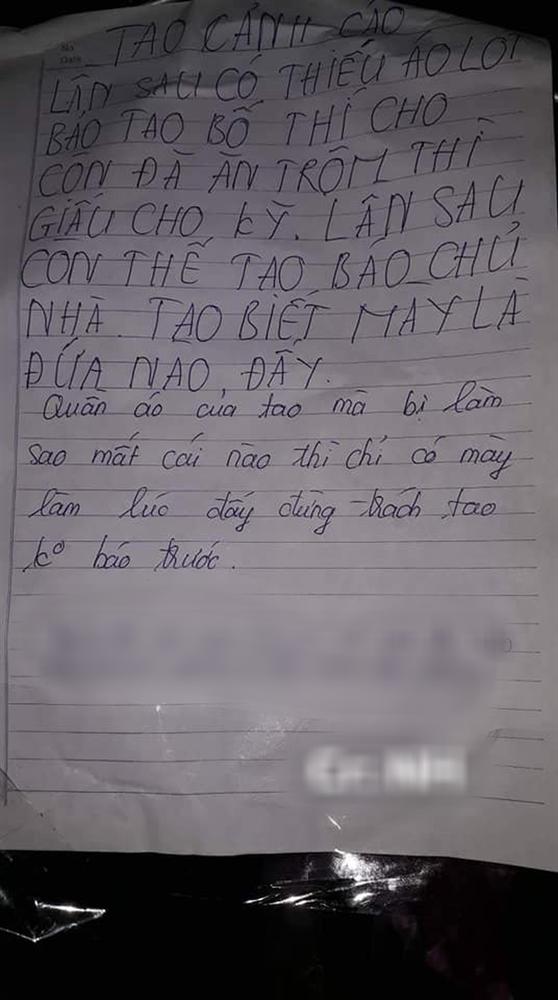 TAO CẢNH CÁO
LẦN SAU CÓ THIẾU ÁO LÓT
BẢO TAO BỐ THÍ CHO
CÒN ĐÃ ĂN TRỘM THÌ
GIẤU CHO KỸ. LẦN SAU
CÒN THẾ TAO BÁO CHỦ
NHÀ. TAO BIẾT MÀY LÀ
ĐỨA NÀO ĐẤY.
Quần áo của tao mà bị làm
sao mất cái nào thì chỉ có mày
làm lúc đấy đừng trách tao
ko báo trước.